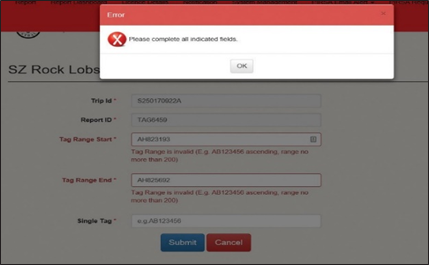 Error
Please complete all indicated fields.
OK
SZ Rock Lobs
Trip Id *
S250170922A
Report ID *
TAG6459
Tag Range Start *
AH823193
Tag Range is invalid (E.g. AB123456 ascending, range no
more than 200)
Tag Range End *
AH825692
Tag Range is invalid (E.g. AB123456 ascending, range no
more than 200)
Single Tag *
e.g.AB123456
Submit
Cancel